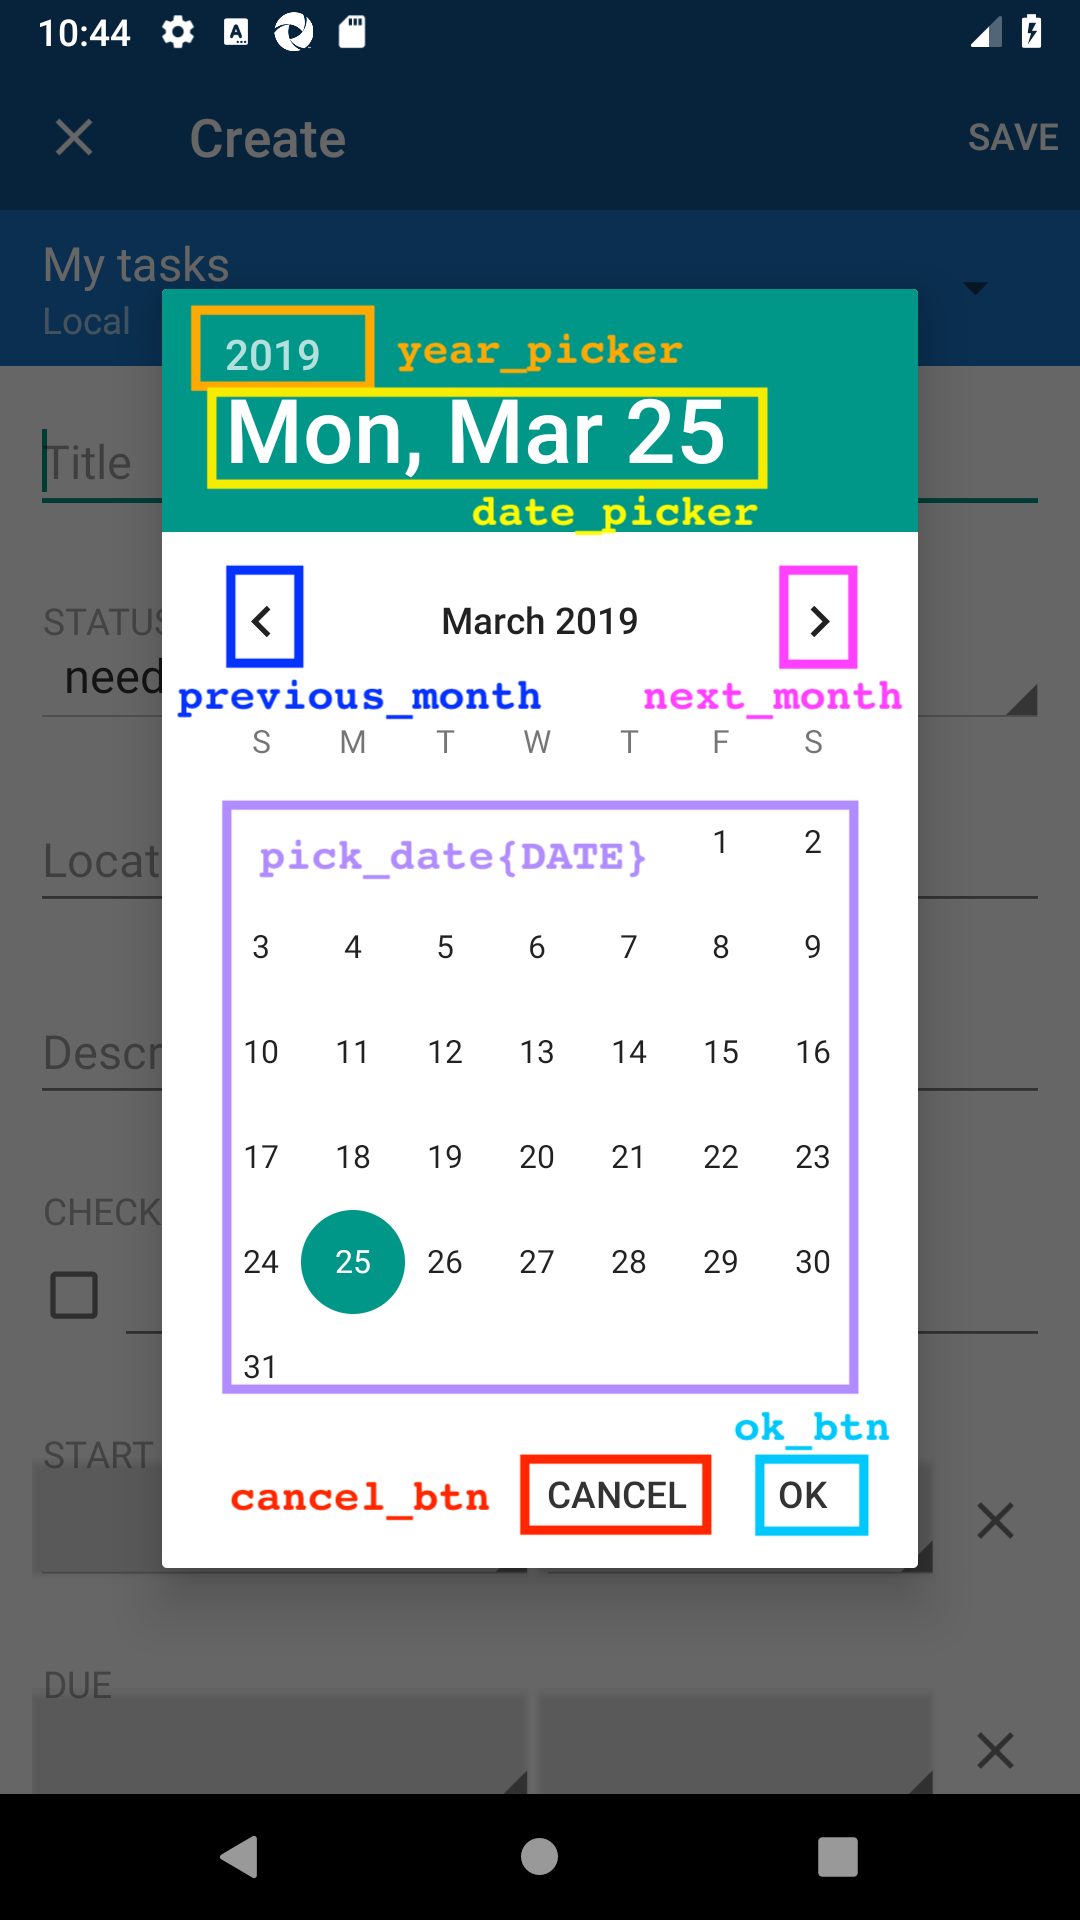 10:44
Create SAVE
My tasks
Local
2019 year_picker
Mon, Mar 25
Title
date_picker
March 2019
STATUS
need
previous_month next_month
S M T W T F S
pick_date{DATE} 1 2
Locat
3 4 5 6 7 8 9
10 11 12 13 14 15 16
Descr
17 18 19 20 21 22 23
CHECK
24 25 26 27 28 29 30
31
ok_btn
START
cancel_btn CANCEL OK
DUE